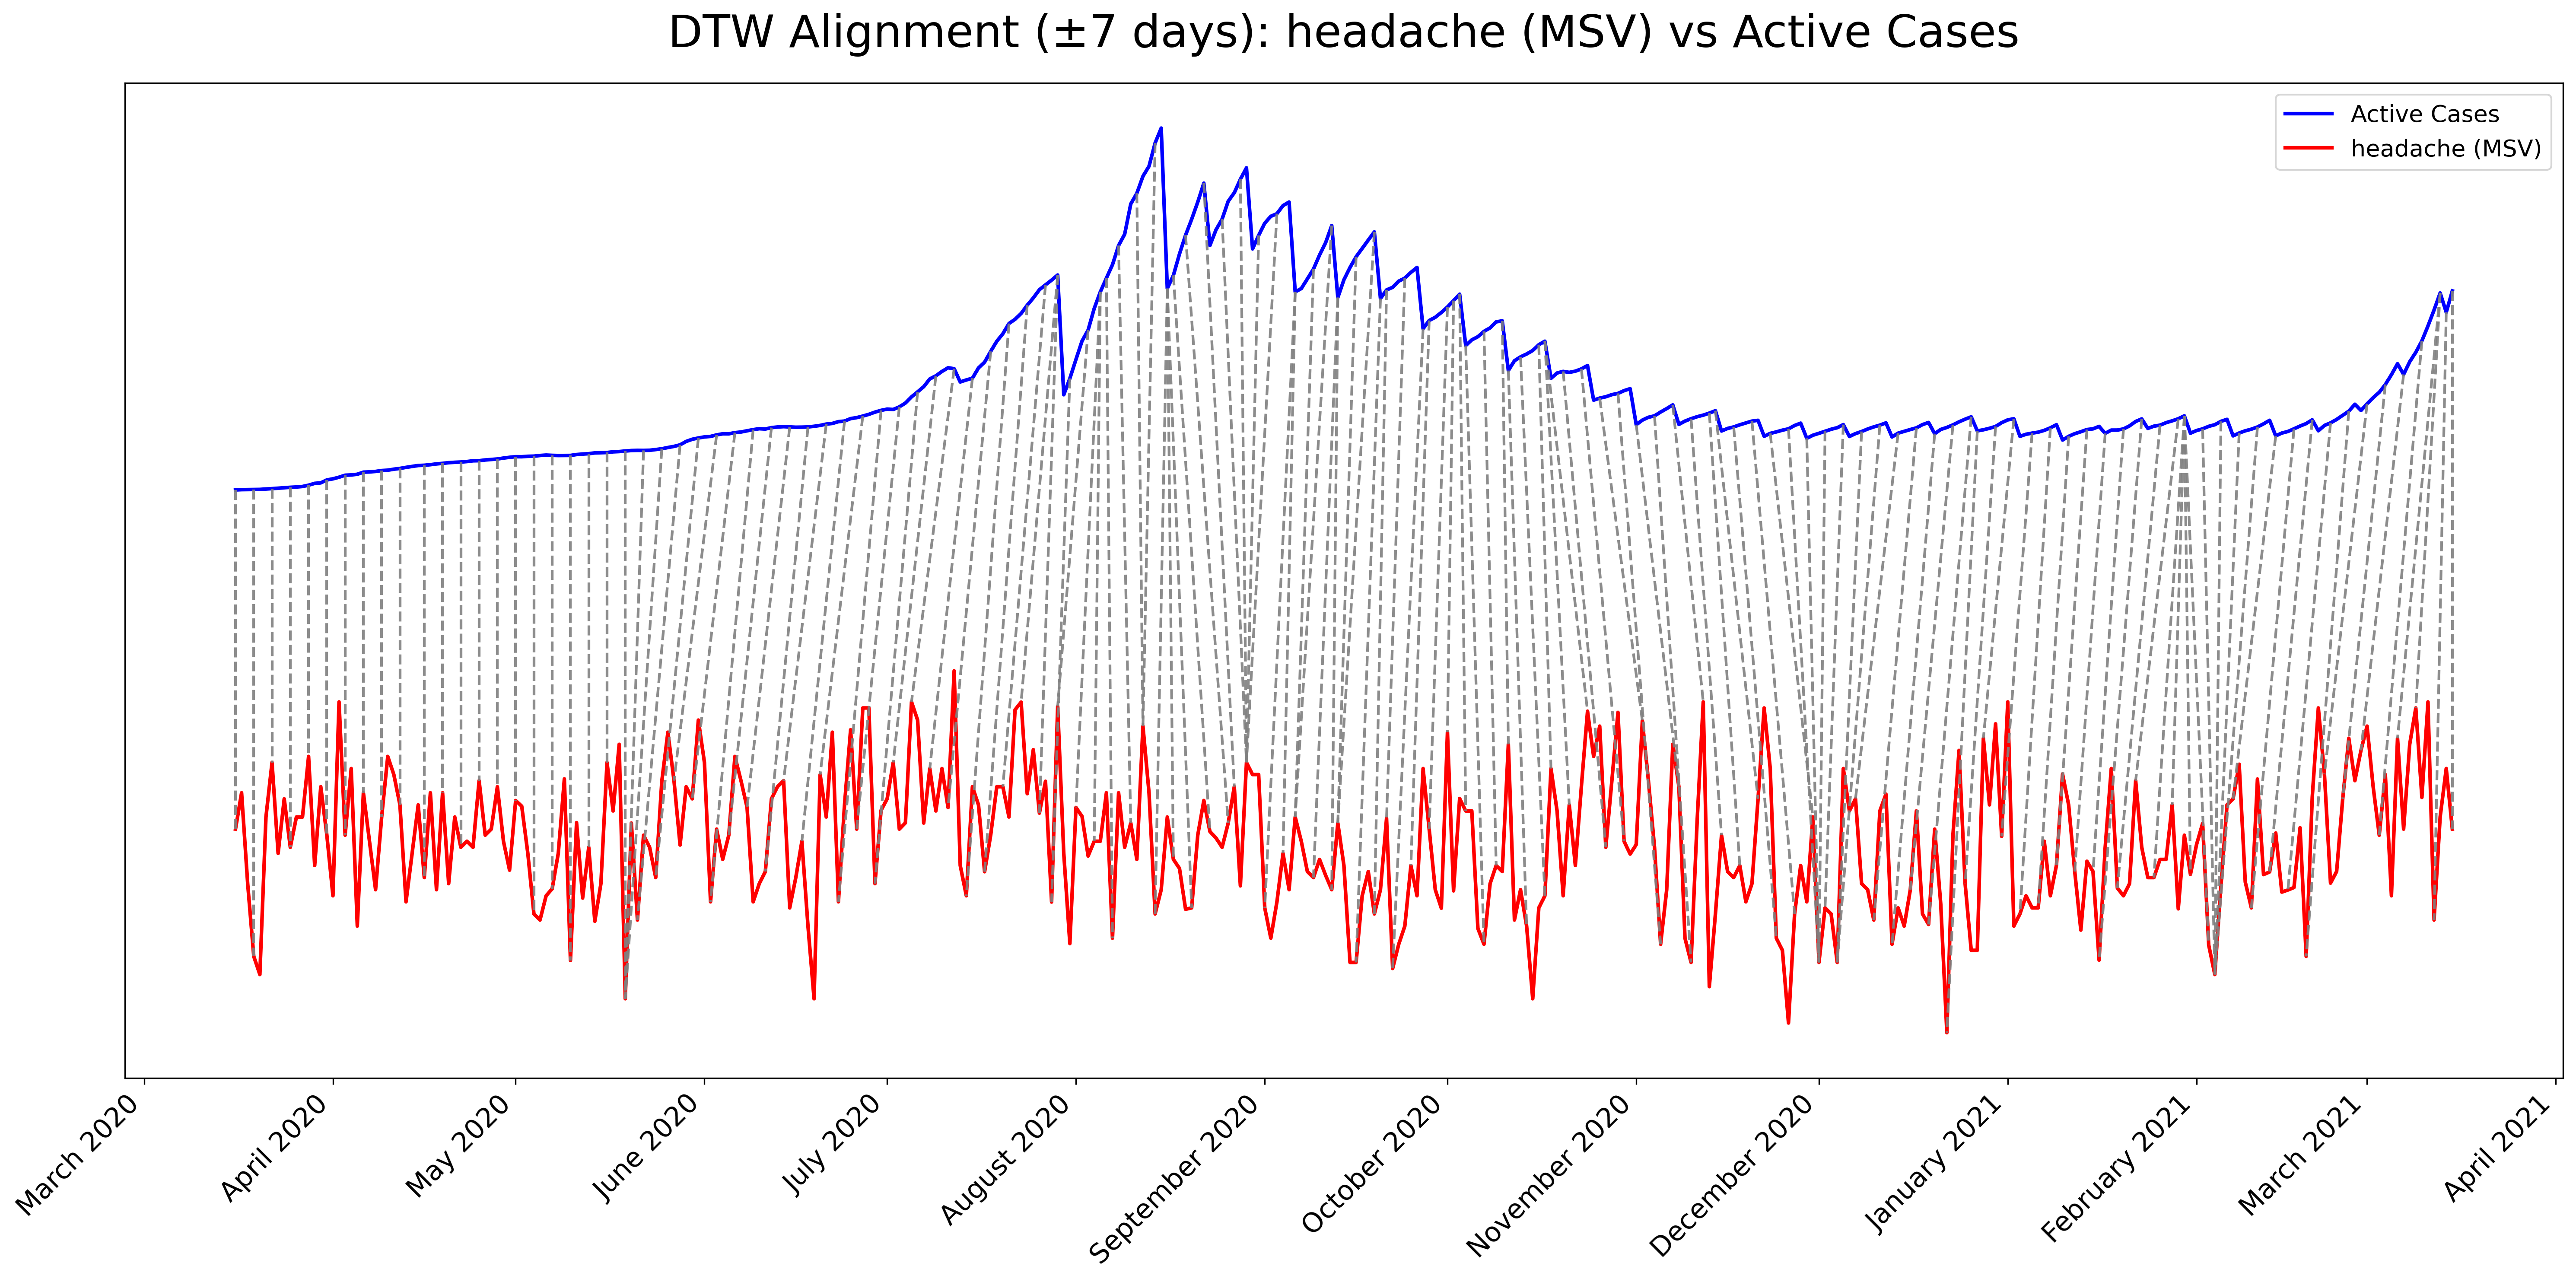 DTW Alignment (±7 days): headache (MSV) vs Active Cases
Active Cases
headache (MSV)
March 2020
April 2020
May 2020
June 2020
July 2020
August 2020
September 2020
October 2020
November 2020
December 2020
January 2021
February 2021
March 2021
April 2021